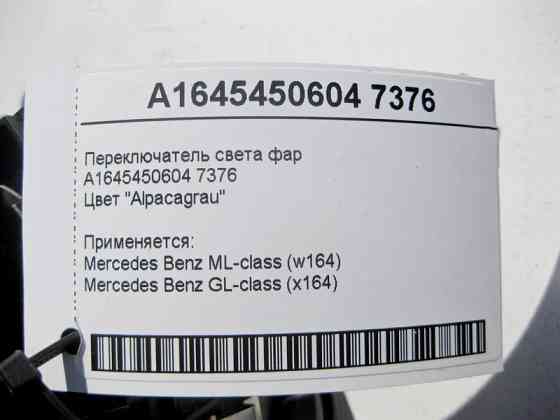 A1645450604 7376
Переключатель света фар
A1645450604 7376
Цвет "Alpacagrau"
Применяется:
Mercedes Benz ML-class (w164)
Mercedes Benz GL-class (x164)